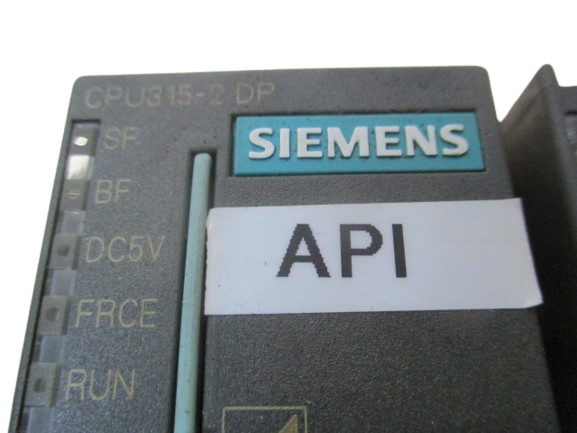 CPU315-2 DP
SF
SIEMENS
BF
API
DC5V
FRCE
RUN